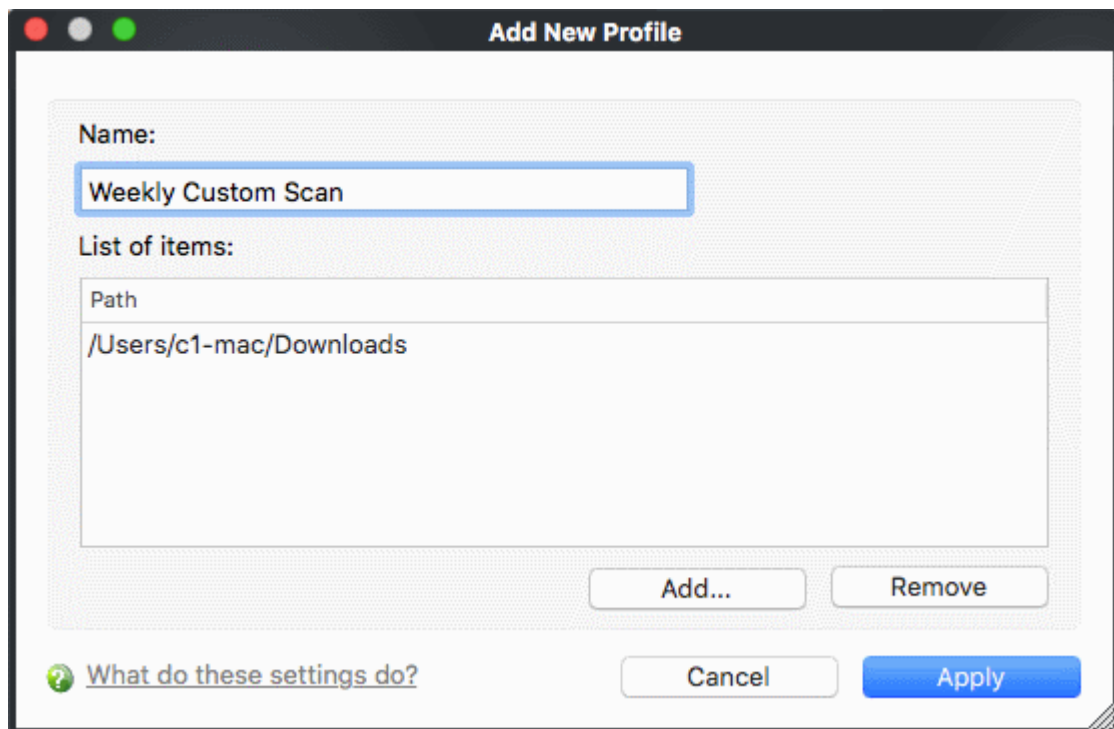 Add New Profile
Name:
Weekly Custom Scan
List of items:
Path
/Users/c1-mac/Downloads
Add...
Remove
What do these settings do?
Cancel
Apply